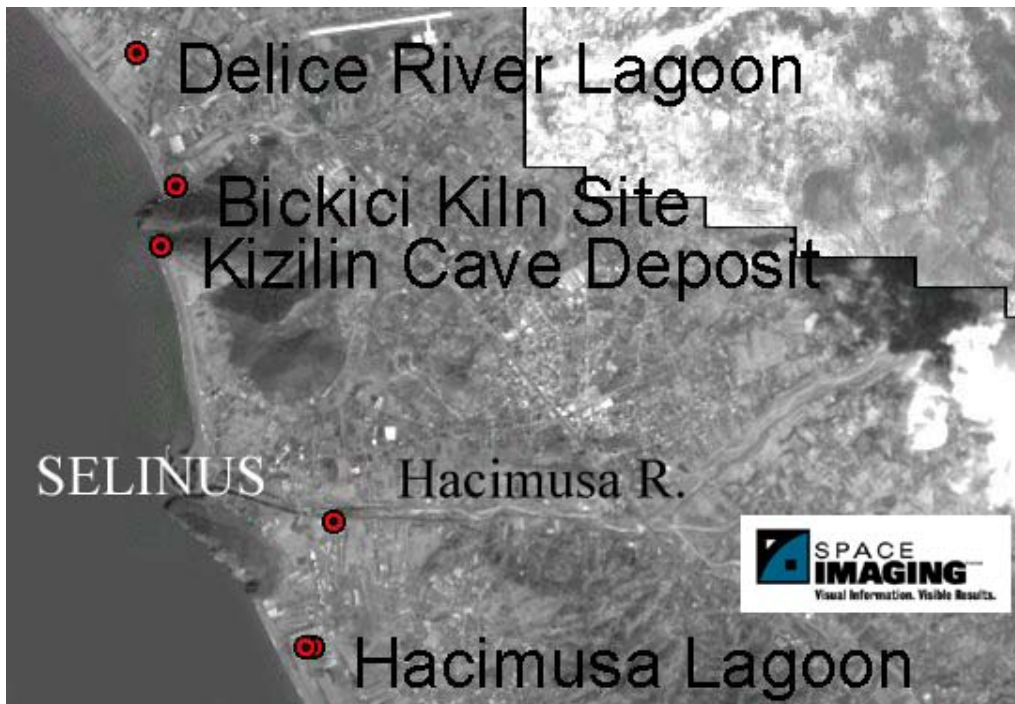 Delice River Lagoon
Bickici Kiln Site
Kizilin Cave Deposit
SELINUS
Hacimusa R.
SPACE
IMAGING
Visual Information. Visible Results.
Hacimusa Lagoon